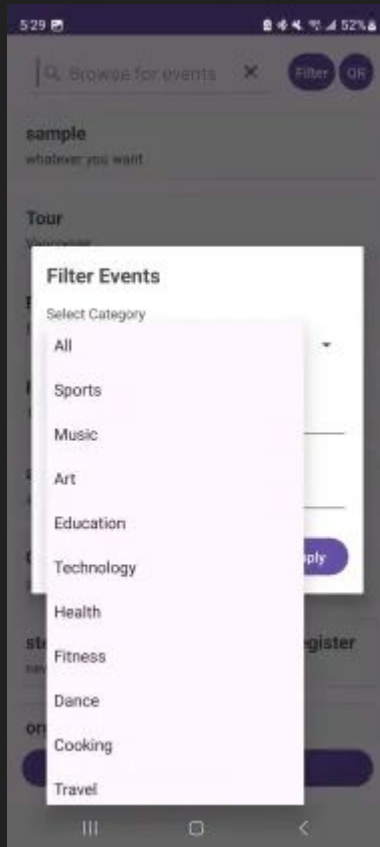 5:29
52%
Browse for events
Filter
QR
sample
whatever you want
Tour
Vancouver
Filter Events
Select Category
All
Sports
Music
Art
Education
Technology
Health
Fitness
Dance
Cooking
Travel